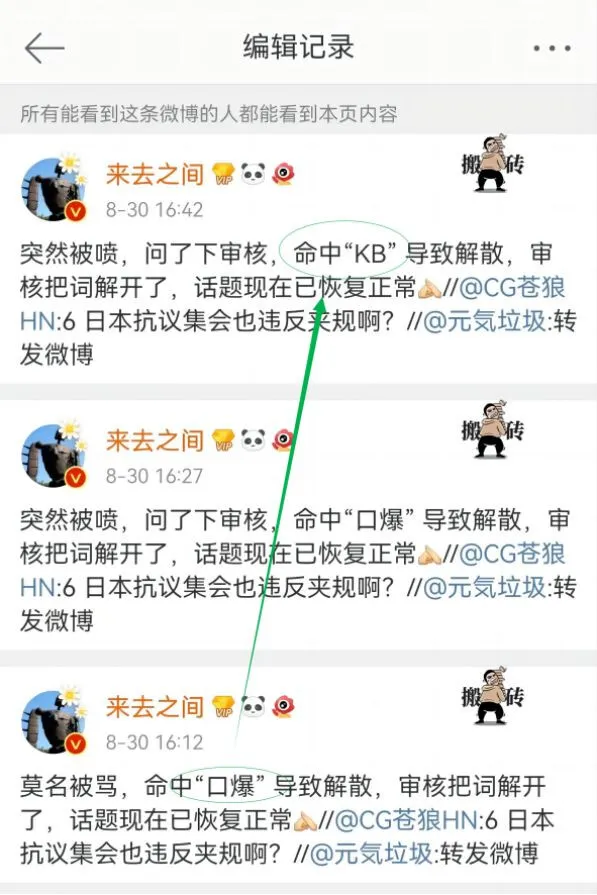 编辑记录
所有能看到这条微博的人都能看到本页内容
来去之间 VIP
搬砖
8-30 16:42
突然被喷，问了下审核，命中“KB” 导致解散，审
核把词解开了，话题现在已恢复正常//@CG苍狼
HN:6 日本抗议集会也违反夹规啊？//@元気垃圾:转
发微博
来去之间 VIP
搬砖
8-30 16:27
突然被喷，问了下审核，命中“口爆” 导致解散，审
核把词解开了，话题现在已恢复正常//@CG苍狼
HN:6 日本抗议集会也违反夹规啊？//@元気垃圾:转
发微博
来去之间 VIP
搬砖
8-30 16:12
莫名被骂，命中“口爆” 导致解散，审核把词解开
了，话题现在已恢复正常//@CG苍狼HN:6 日本
抗议集会也违反夹规啊？//@元気垃圾:转发微博